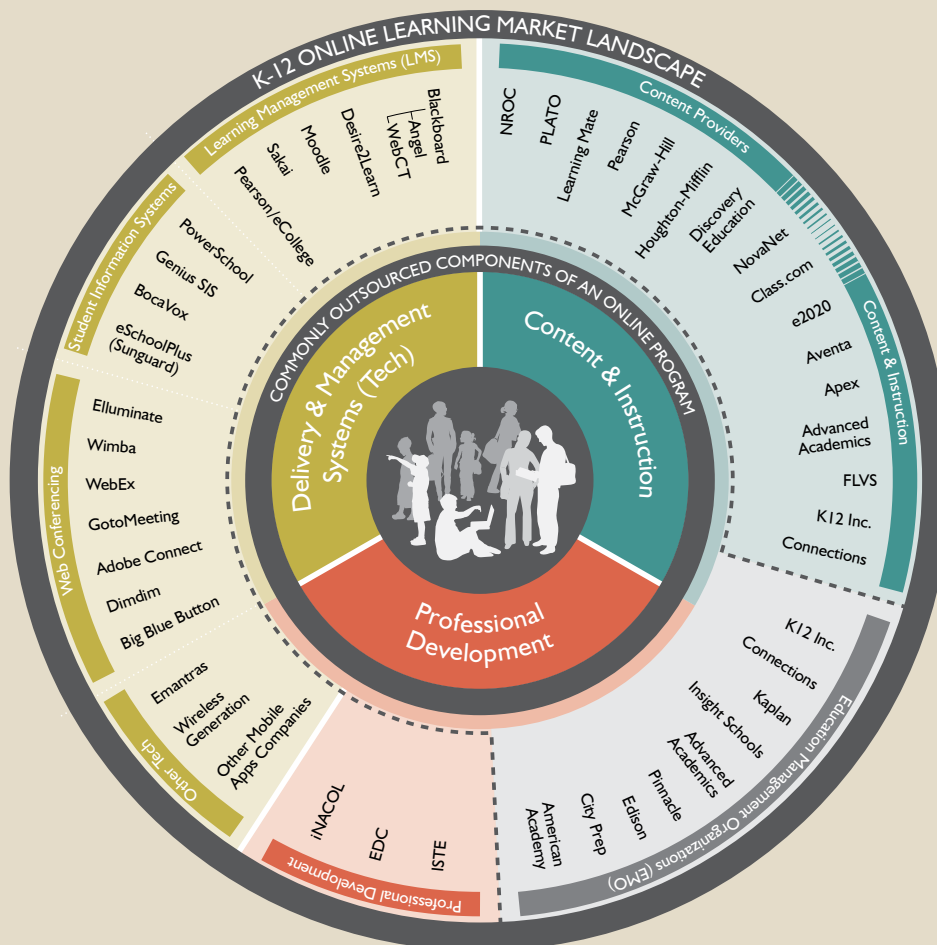 K-12 ONLINE LEARNING MARKET LANDSCAPE
Learning Management Systems (LMS)
Pearson/eCollege
Sakai
Moodle
Desire2Learn
Blackboard
Angel
WebCT
Content Providers
NROC
PLATO
Learning Mate
Pearson
McGraw-Hill
Houghton-Mifflin
Discovery
Education
NovaNet
Class.com
Content & Instruction
e2020
Aventa
Apex
Advanced
Academics
FLVS
K12 Inc.
Connections
Education Management Organizations (EMO)
K12 Inc.
Connections
Kaplan
Insight Schools
Advanced
Academics
Pinnacle
Edison
City Prep
American
Academy
Professional Development
ISTE
EDC
iNACOL
Other Tech
Other Mobile
Apps Companies
Wireless
Generation
Emantras
Web Conferencing
Elluminate
Wimba
WebEx
GotoMeeting
Adobe Connect
Dimdim
Big Blue Button
Student Information Systems
PowerSchool
Genius SIS
BocaVox
eSchoolPlus
(Sunguard)
COMMONLY OUTSOURCED COMPONENTS OF AN ONLINE PROGRAM
Delivery & Management
Systems (Tech)
Content & Instruction
Professional
Development